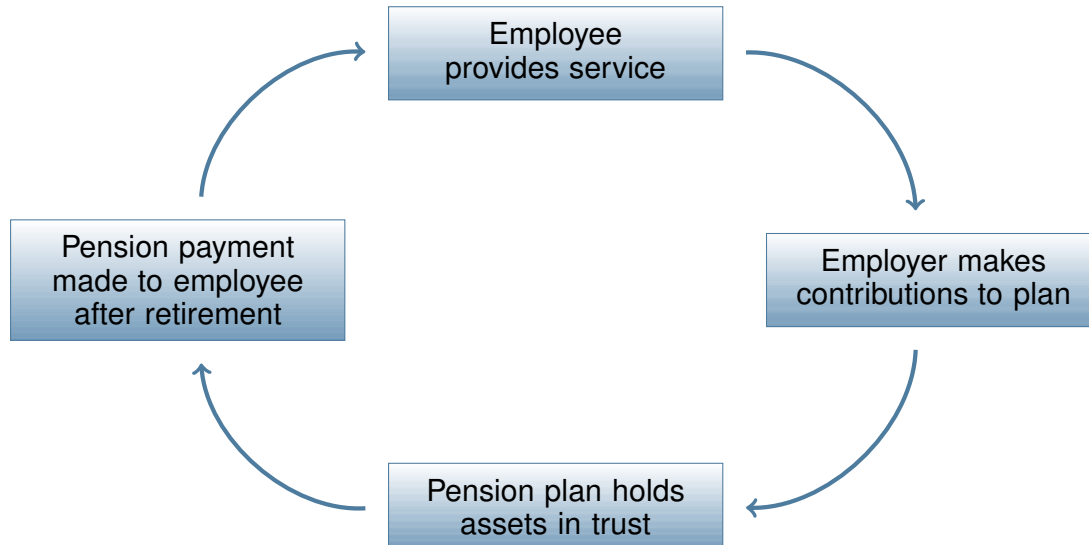 Employee
provides service
Employer makes
contributions to plan
Pension plan holds
assets in trust
Pension payment
made to employee
after retirement